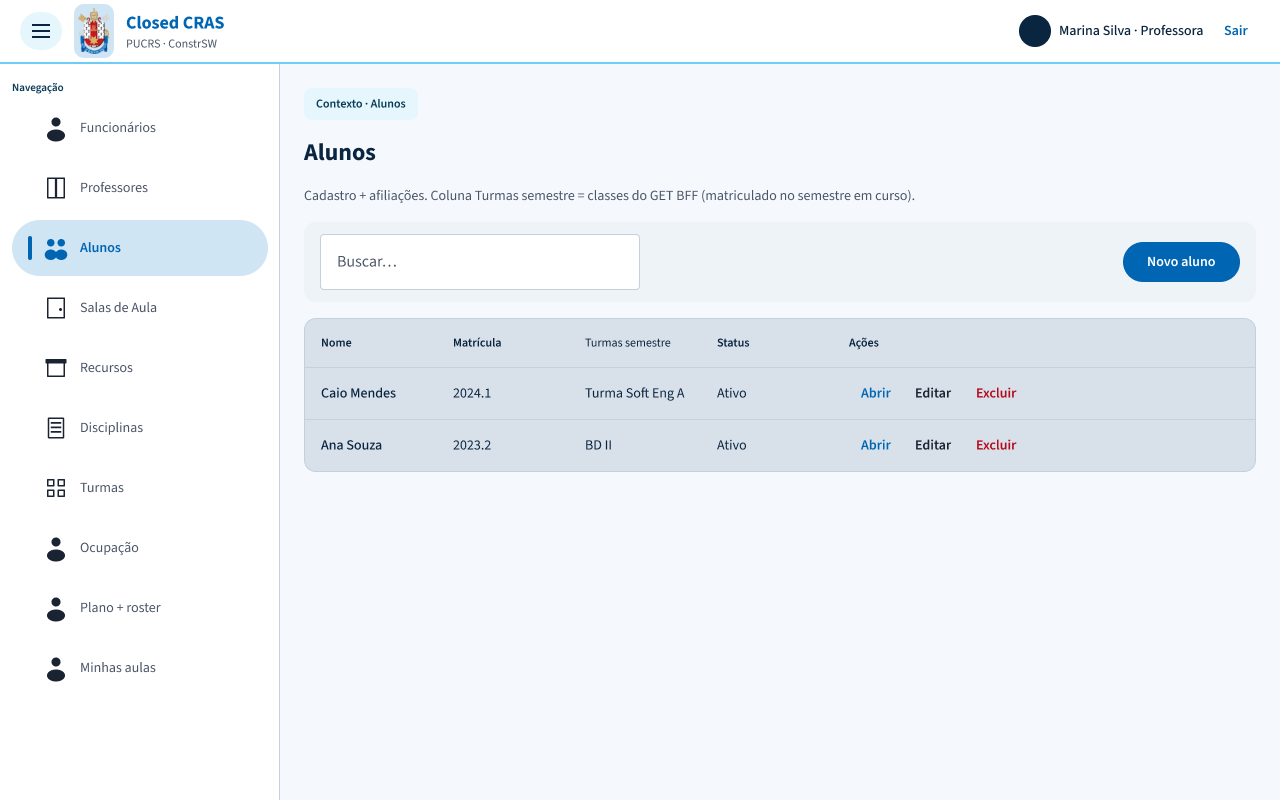 Closed CRAS
PUCRS · ConstrSW
Marina Silva · Professora
Sair
Navegação
Funcionários
Professores
Alunos
Salas de Aula
Recursos
Disciplinas
Turmas
Ocupação
Plano + roster
Minhas aulas
Contexto · Alunos
Alunos
Cadastro + afiliações. Coluna Turmas semestre = classes do GET BFF (matriculado no semestre em curso).
Buscar…
Novo aluno
Nome Matrícula Turmas semestre Status Ações
Caio Mendes 2024.1 Turma Soft Eng A Ativo Abrir Editar Excluir
Ana Souza 2023.2 BD II Ativo Abrir Editar Excluir